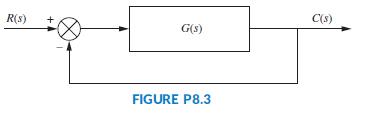 R(s)
+
G(s)
C(s)
−
FIGURE P8.3